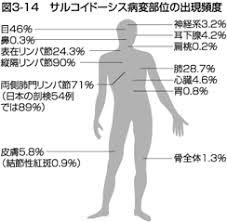 図3-14 サルコイドーシス病変部位の出現頻度
目46%
鼻0.3%
表在リンパ節24.3%
縦隔リンパ節90%
両側肺門リンパ節71%
(日本の剖検54例
では89%)
皮膚5.8%
(結節性紅斑0.9%)
神経系3.2%
耳下腺4.2%
扁桃0.2%
肺28.7%
心臓4.6%
胃0.8%
骨全体1.3%